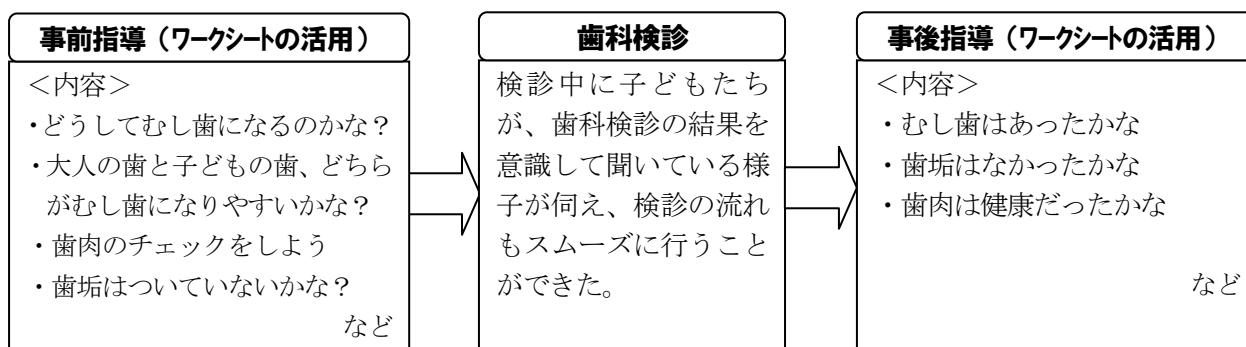 事前指導（ワークシートの活用）
＜内容＞
・どうしてむし歯になるのかな？
・大人の歯と子どもの歯、どちら
がむし歯になりやすいかな？
・歯肉のチェックをしよう
・歯垢はついていないかな？
など
歯科検診
検診中に子どもたち
が、歯科検診の結果を
意識して聞いている様
子が伺え、検診の流れ
もスムーズに行うこと
ができた。
事後指導（ワークシートの活用）
＜内容＞
・むし歯はあったかな
・歯垢はなかったかな
・歯肉は健康だったかな
など